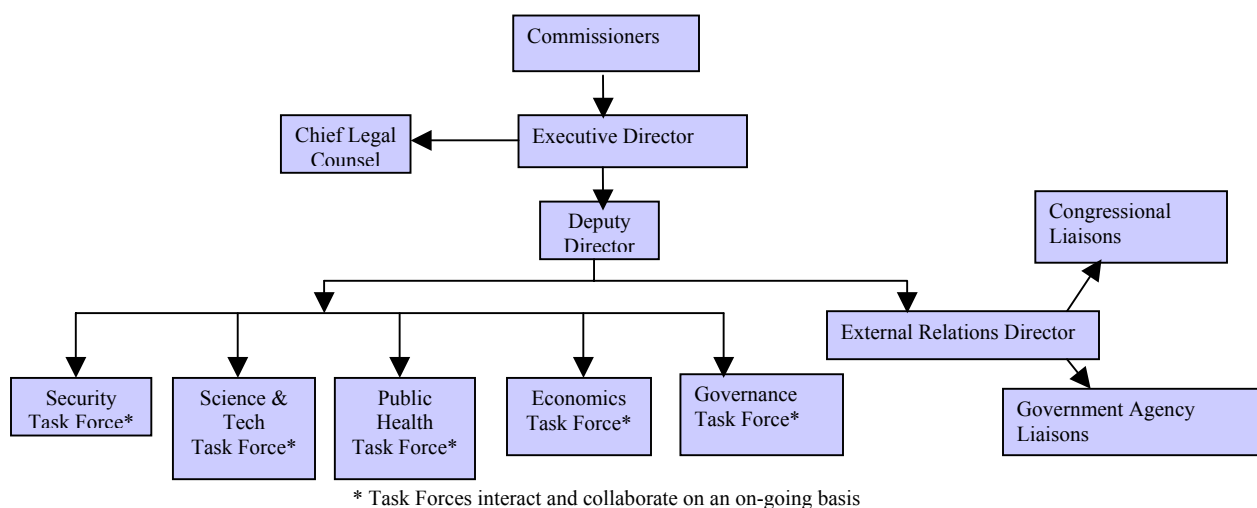 Commissioners
Executive Director
Chief Legal
Counsel
Deputy
Director
Congressional
Liaisons
External Relations Director
Government Agency
Liaisons
Security
Task Force*
Science &
Tech
Task Force*
Public
Health
Task Force*
Economics
Task Force*
Governance
Task Force*
* Task Forces interact and collaborate on an on-going basis